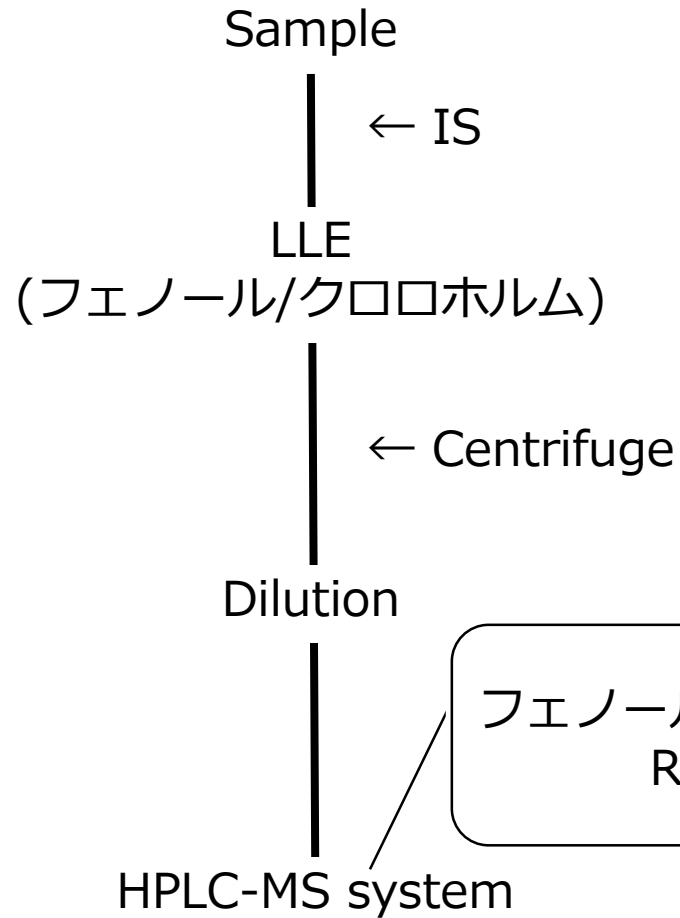 Sample
← IS
LLE
(フェノール/クロロホルム)
← Centrifuge
Dilution
フェノール
R
HPLC-MS system